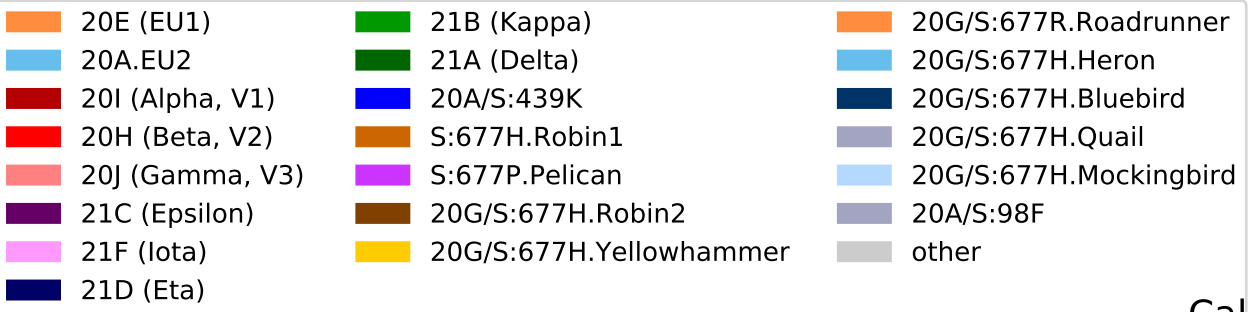 20E (EU1)
20A.EU2
20I (Alpha, V1)
20H (Beta, V2)
20J (Gamma, V3)
21C (Epsilon)
21F (Iota)
21D (Eta)
21B (Kappa)
21A (Delta)
20A/S:439K
S:677H.Robin1
S:677P.Pelican
20G/S:677H.Robin2
20G/S:677H.Yellowhammer
20G/S:677R.Roadrunner
20G/S:677H.Heron
20G/S:677H.Bluebird
20G/S:677H.Quail
20G/S:677H.Mockingbird
20A/S:98F
other